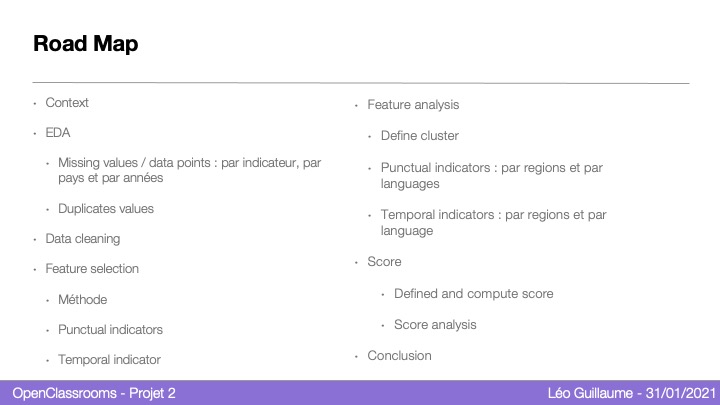 Road Map
• Context
• EDA
• Missing values / data points : par indicateur, par
pays et par années
• Duplicates values
• Data cleaning
• Feature selection
• Méthode
• Punctual indicators
• Temporal indicator
• Feature analysis
• Define cluster
• Punctual indicators : par regions et par
languages
• Temporal indicators : par regions et par
language
• Score
• Defined and compute score
• Score analysis
• Conclusion
OpenClassrooms - Projet 2
Léo Guillaume - 31/01/2021